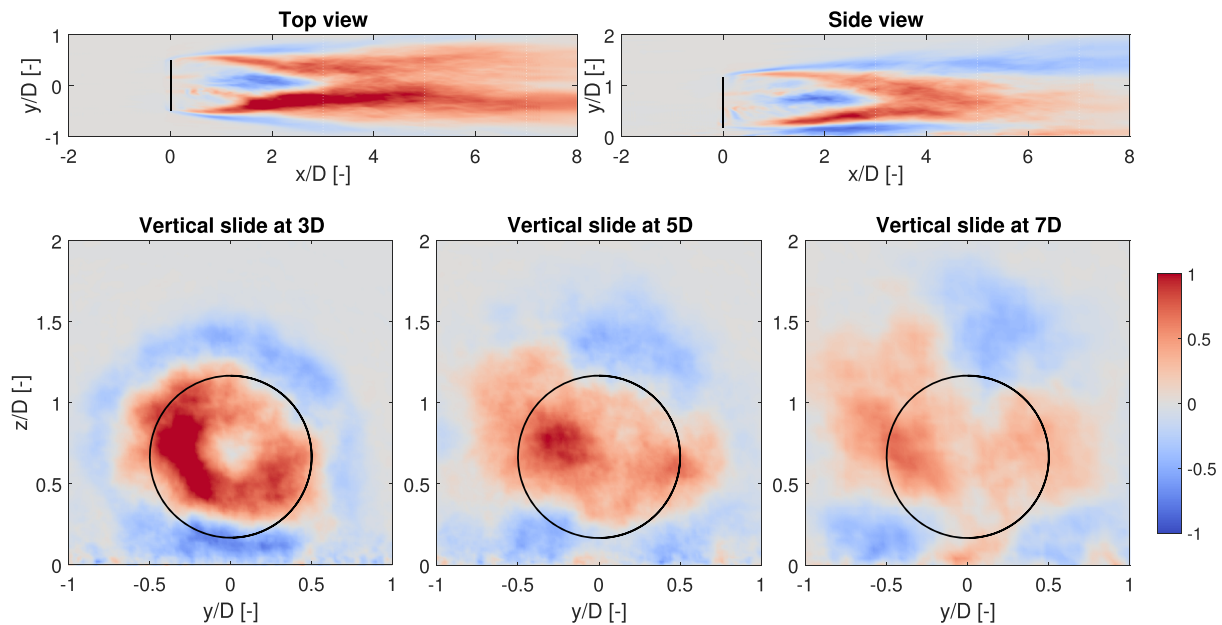 Top view
y/D [-]
1
0
-1
-2 0 2 4 6 8
x/D [-]
Side view
y/D [-]
2
1
0
-2 0 2 4 6 8
x/D [-]
Vertical slide at 3D
z/D [-]
2
1.5
1
0.5
0
-1 -0.5 0 0.5 1
y/D [-]
Vertical slide at 5D
2
1.5
1
0.5
0
-1 -0.5 0 0.5 1
y/D [-]
Vertical slide at 7D
2
1.5
1
0.5
0
-1 -0.5 0 0.5 1
y/D [-]
1
0.5
0
-0.5
-1